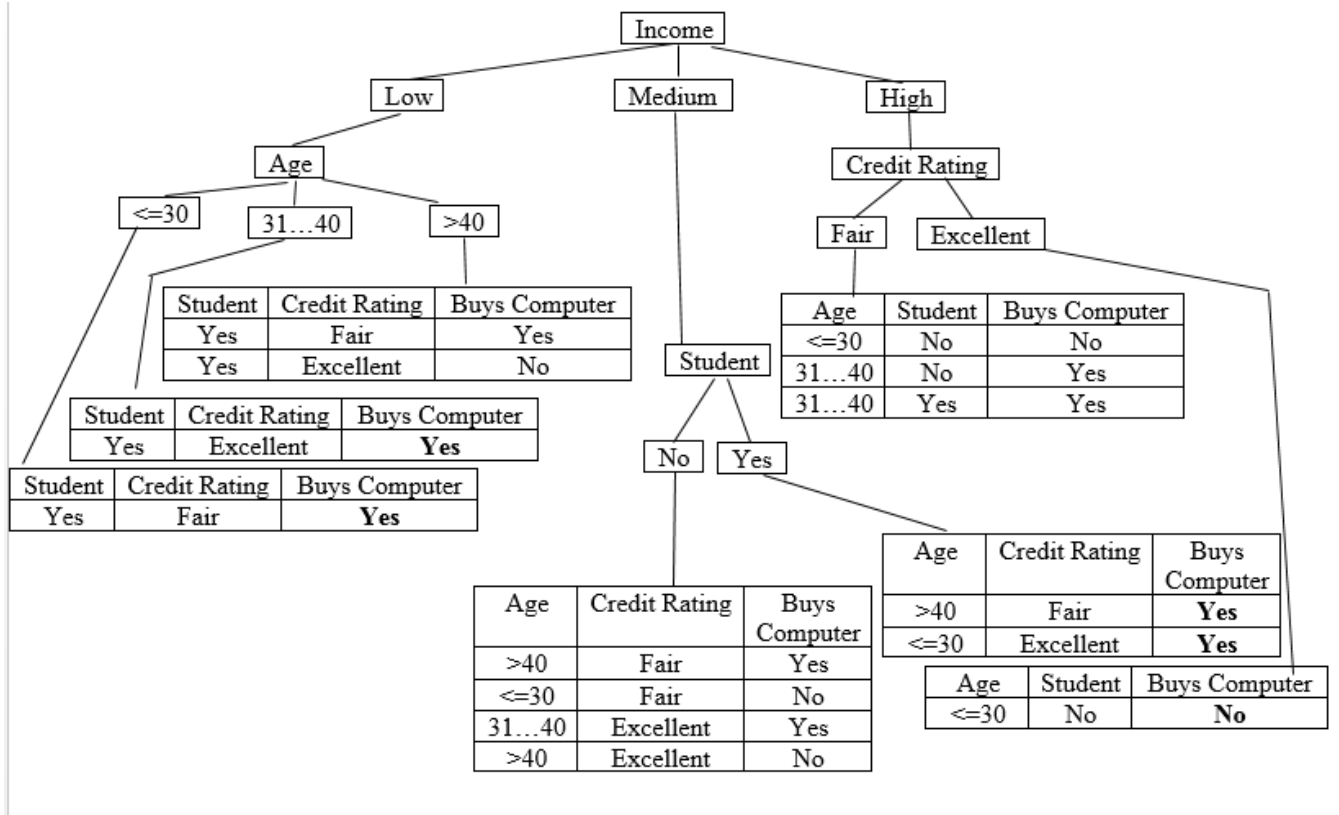 Income
Low Medium High
Age Credit Rating
<=30 31…40 >40 Fair Excellent
Student Credit Rating Buys Computer
Yes Fair Yes
Yes Excellent No
Age Student Buys Computer
<=30 No No
31…40 No Yes
31…40 Yes Yes
Student
Student Credit Rating Buys Computer
Yes Excellent Yes
No Yes
Student Credit Rating Buys Computer
Yes Fair Yes
Age Credit Rating Buys
Computer
>40 Fair Yes
<=30 Excellent Yes
Age Credit Rating Buys
Computer
>40 Fair Yes
<=30 Fair No
31…40 Excellent Yes
>40 Excellent No
Age Student Buys Computer
<=30 No No